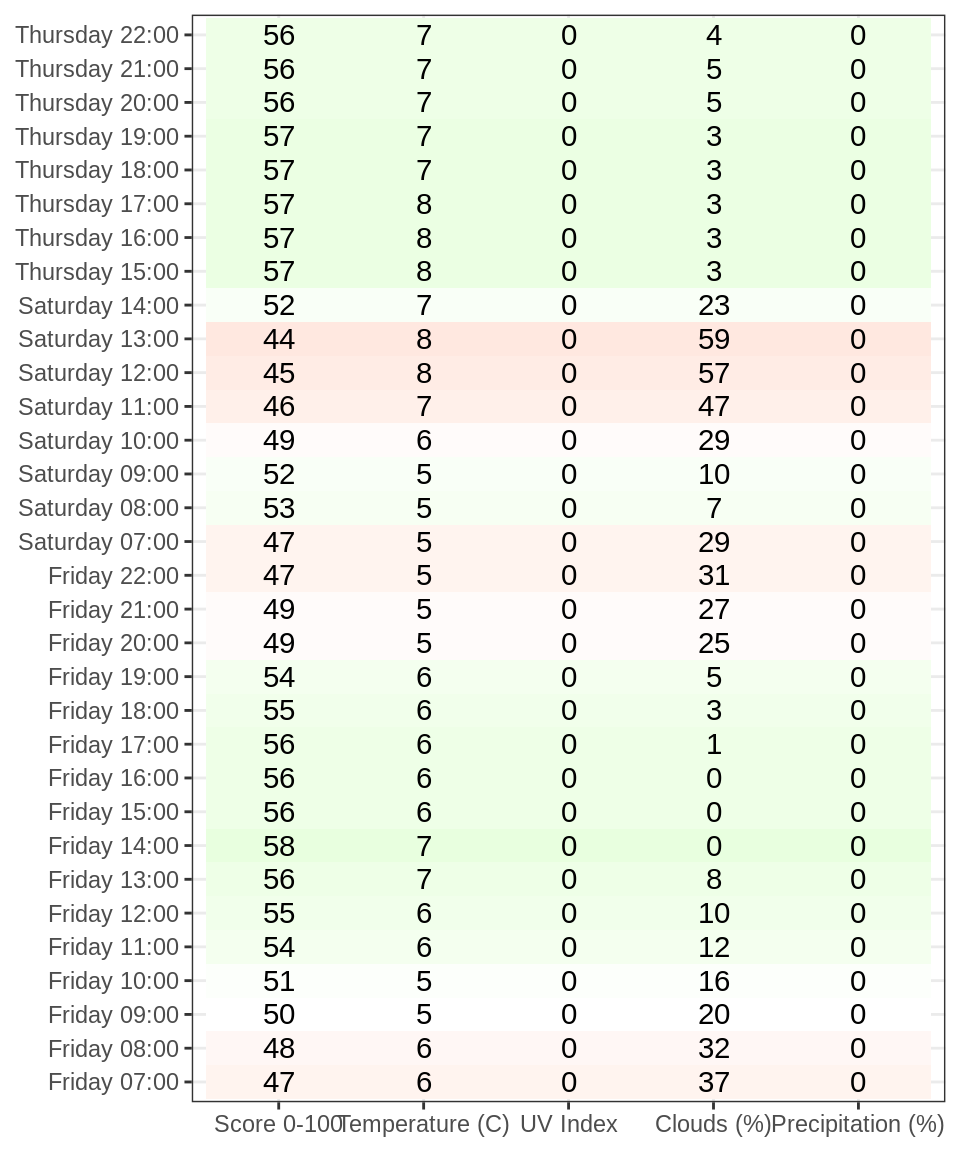 Thursday 22:00 56 7 0 4 0
Thursday 21:00 56 7 0 5 0
Thursday 20:00 56 7 0 5 0
Thursday 19:00 57 7 0 3 0
Thursday 18:00 57 7 0 3 0
Thursday 17:00 57 8 0 3 0
Thursday 16:00 57 8 0 3 0
Thursday 15:00 57 8 0 3 0
Saturday 14:00 52 7 0 23 0
Saturday 13:00 44 8 0 59 0
Saturday 12:00 45 8 0 57 0
Saturday 11:00 46 7 0 47 0
Saturday 10:00 49 6 0 29 0
Saturday 09:00 52 5 0 10 0
Saturday 08:00 53 5 0 7 0
Saturday 07:00 47 5 0 29 0
Friday 22:00 47 5 0 31 0
Friday 21:00 49 5 0 27 0
Friday 20:00 49 5 0 25 0
Friday 19:00 54 6 0 5 0
Friday 18:00 55 6 0 3 0
Friday 17:00 56 6 0 1 0
Friday 16:00 56 6 0 0 0
Friday 15:00 56 6 0 0 0
Friday 14:00 58 7 0 0 0
Friday 13:00 56 7 0 8 0
Friday 12:00 55 6 0 10 0
Friday 11:00 54 6 0 12 0
Friday 10:00 51 5 0 16 0
Friday 09:00 50 5 0 20 0
Friday 08:00 48 6 0 32 0
Friday 07:00 47 6 0 37 0
Score 0-100 Temperature (C) UV Index Clouds (%) Precipitation (%)